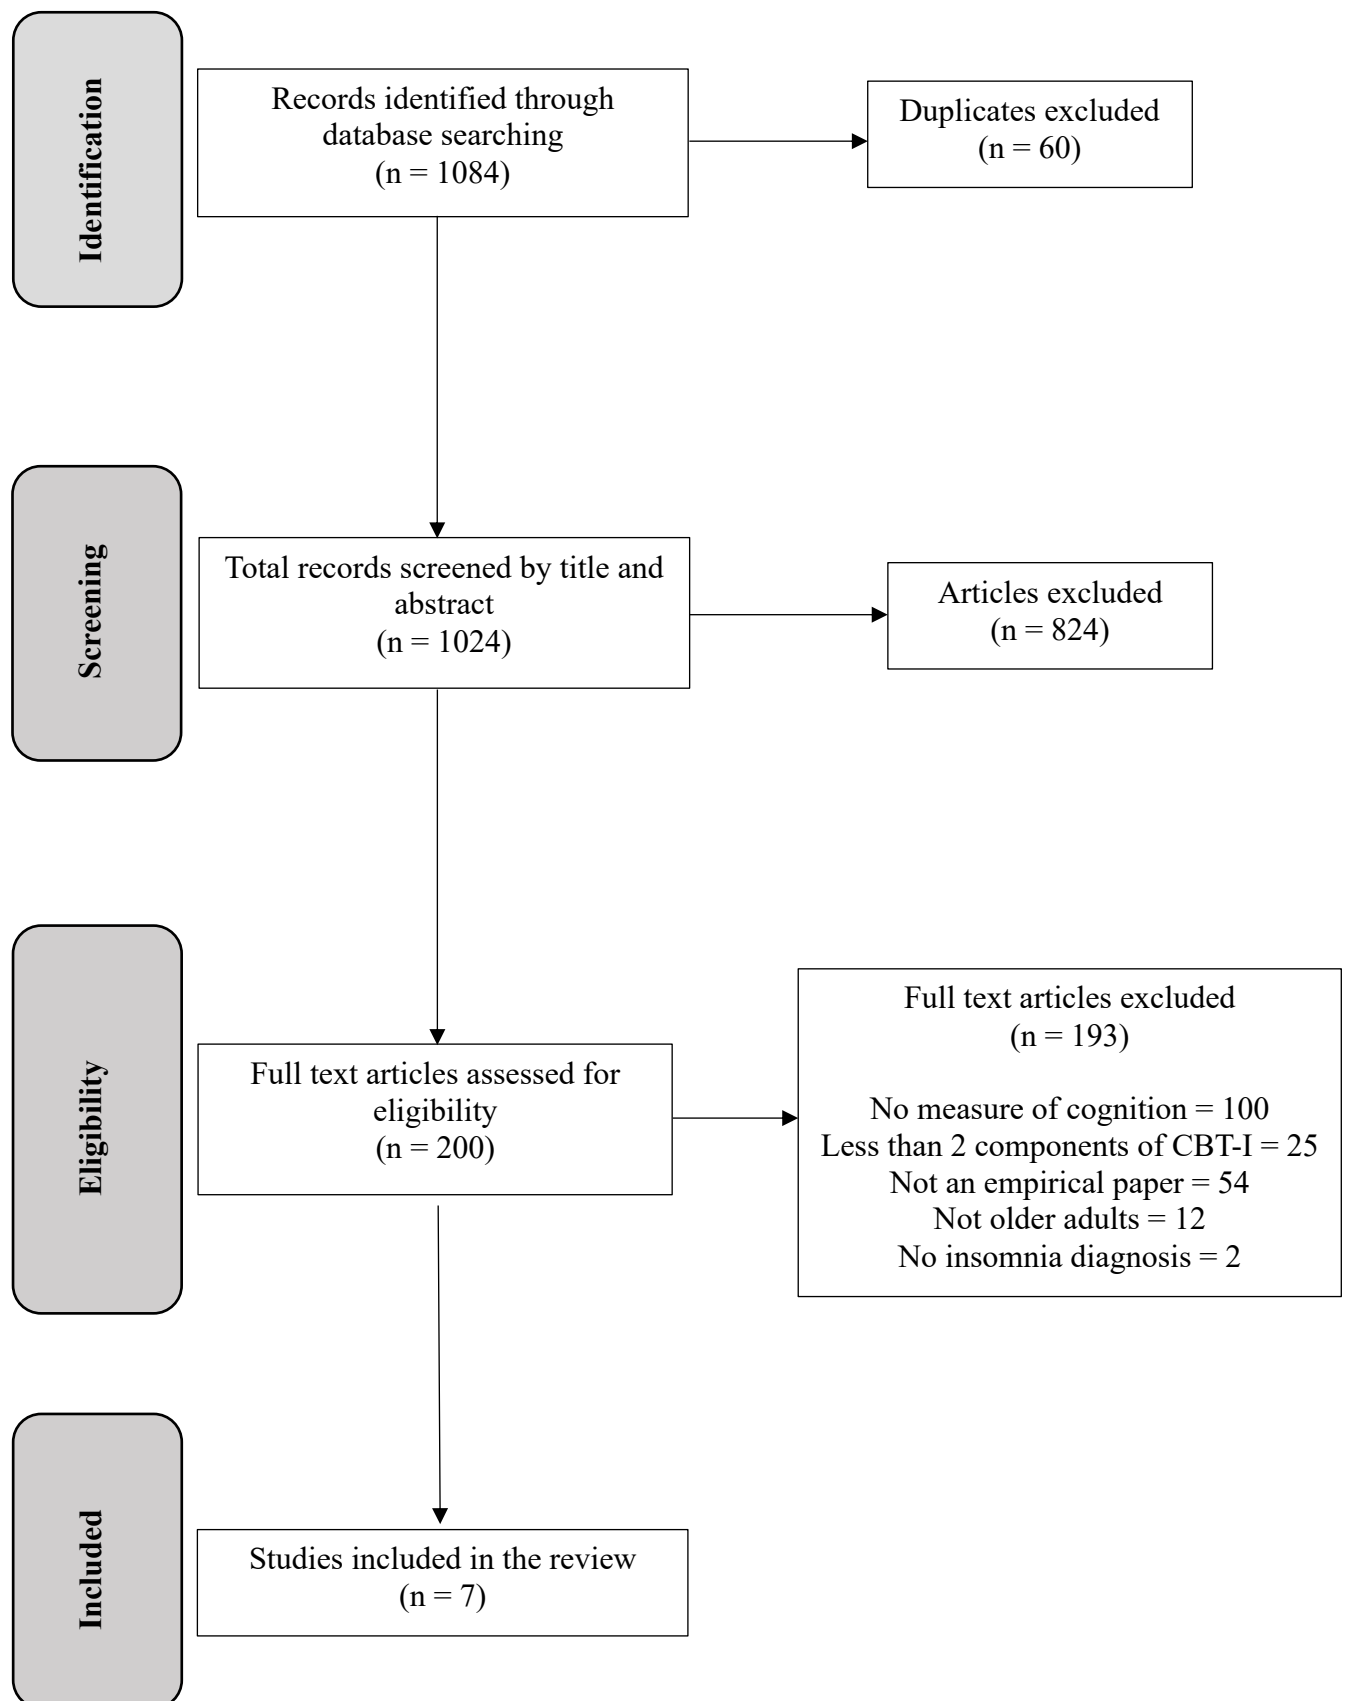 Identification
Records identified through
database searching
(n = 1084)
Duplicates excluded
(n = 60)
Screening
Total records screened by title and
abstract
(n = 1024)
Articles excluded
(n = 824)
Eligibility
Full text articles assessed for
eligibility
(n = 200)
Full text articles excluded
(n = 193)
No measure of cognition = 100
Less than 2 components of CBT-I = 25
Not an empirical paper = 54
Not older adults = 12
No insomnia diagnosis = 2
Included
Studies included in the review
(n = 7)